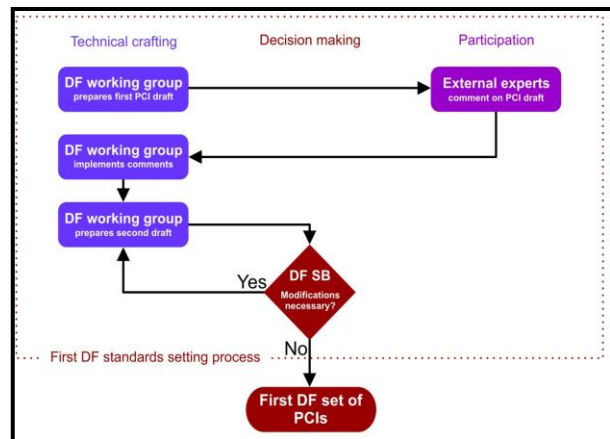 Technical crafting
Decision making
Participation
DF working group
prepares first PCI draft
External experts
comment on PCI draft
DF working group
implements comments
DF working group
prepares second draft
DF SB
Modifications
necessary?
Yes
No
First DF standards setting process
First DF set of
PCIs